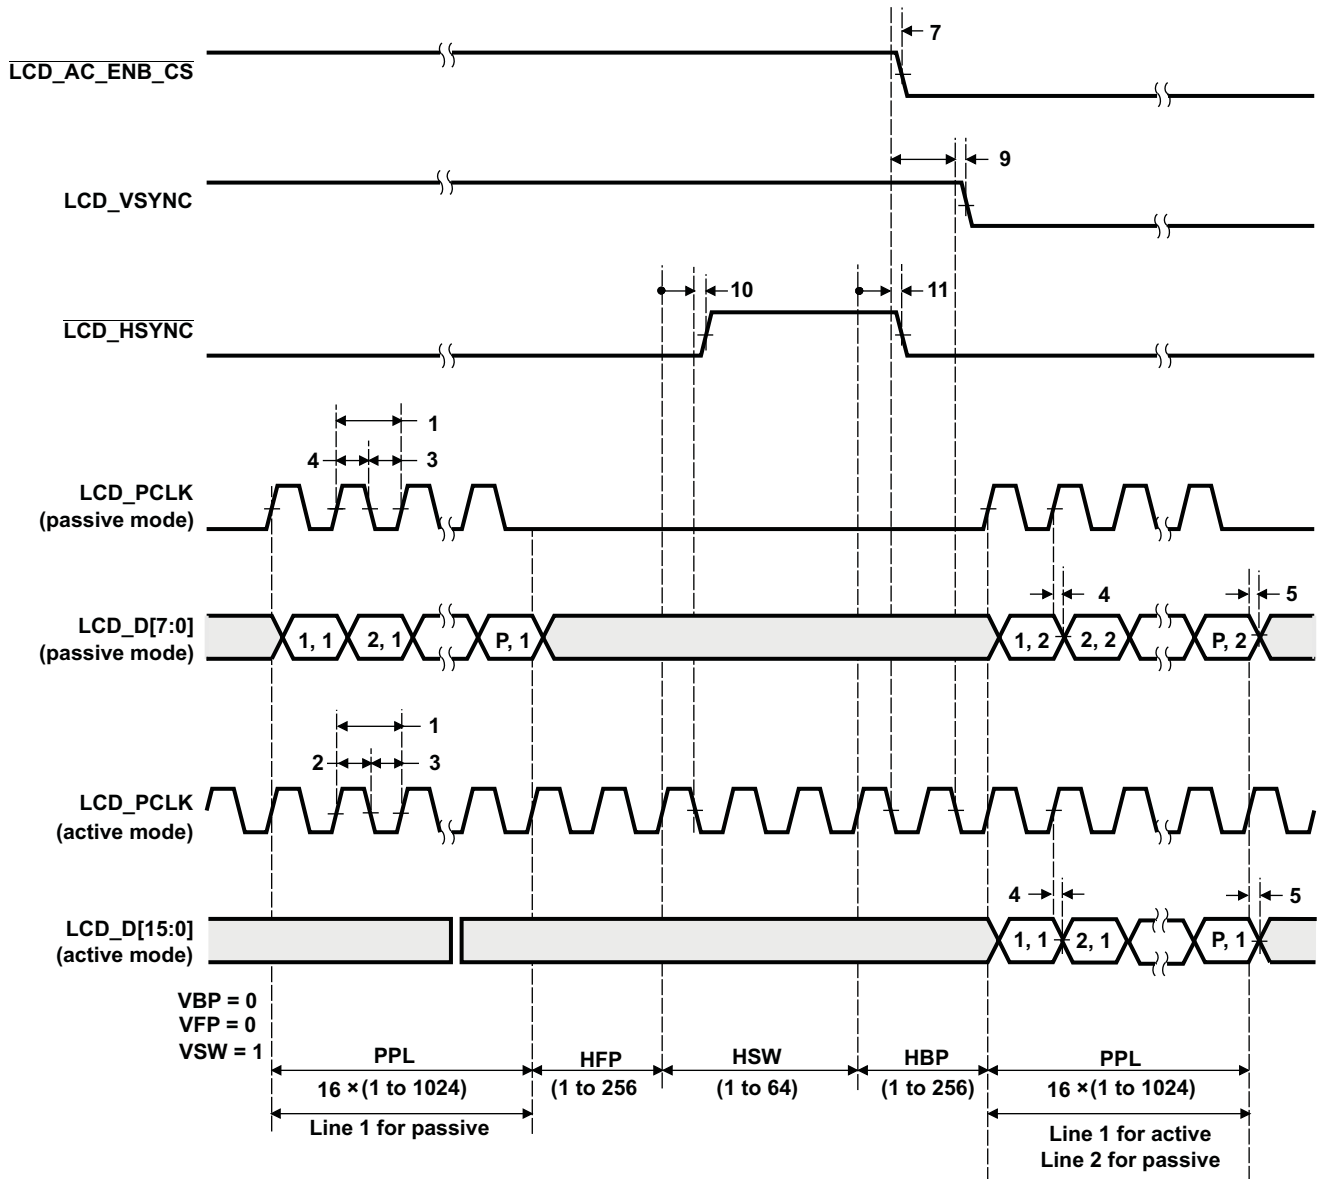 7
LCD_AC_ENB_CS
9
LCD_VSYNC
10
11
LCD_HSYNC
1
4
3
LCD_PCLK
(passive mode)
4
5
LCD_D[7:0]
(passive mode)
1, 1
2, 1
P, 1
1, 2
2, 2
P, 2
1
2
3
LCD_PCLK
(active mode)
4
5
LCD_D[15:0]
(active mode)
1, 1
2, 1
P, 1
VBP = 0
VFP = 0
VSW = 1
PPL
16 × (1 to 1024)
Line 1 for passive
HFP
(1 to 256
HSW
(1 to 64)
HBP
(1 to 256)
PPL
16 × (1 to 1024)
Line 1 for active
Line 2 for passive